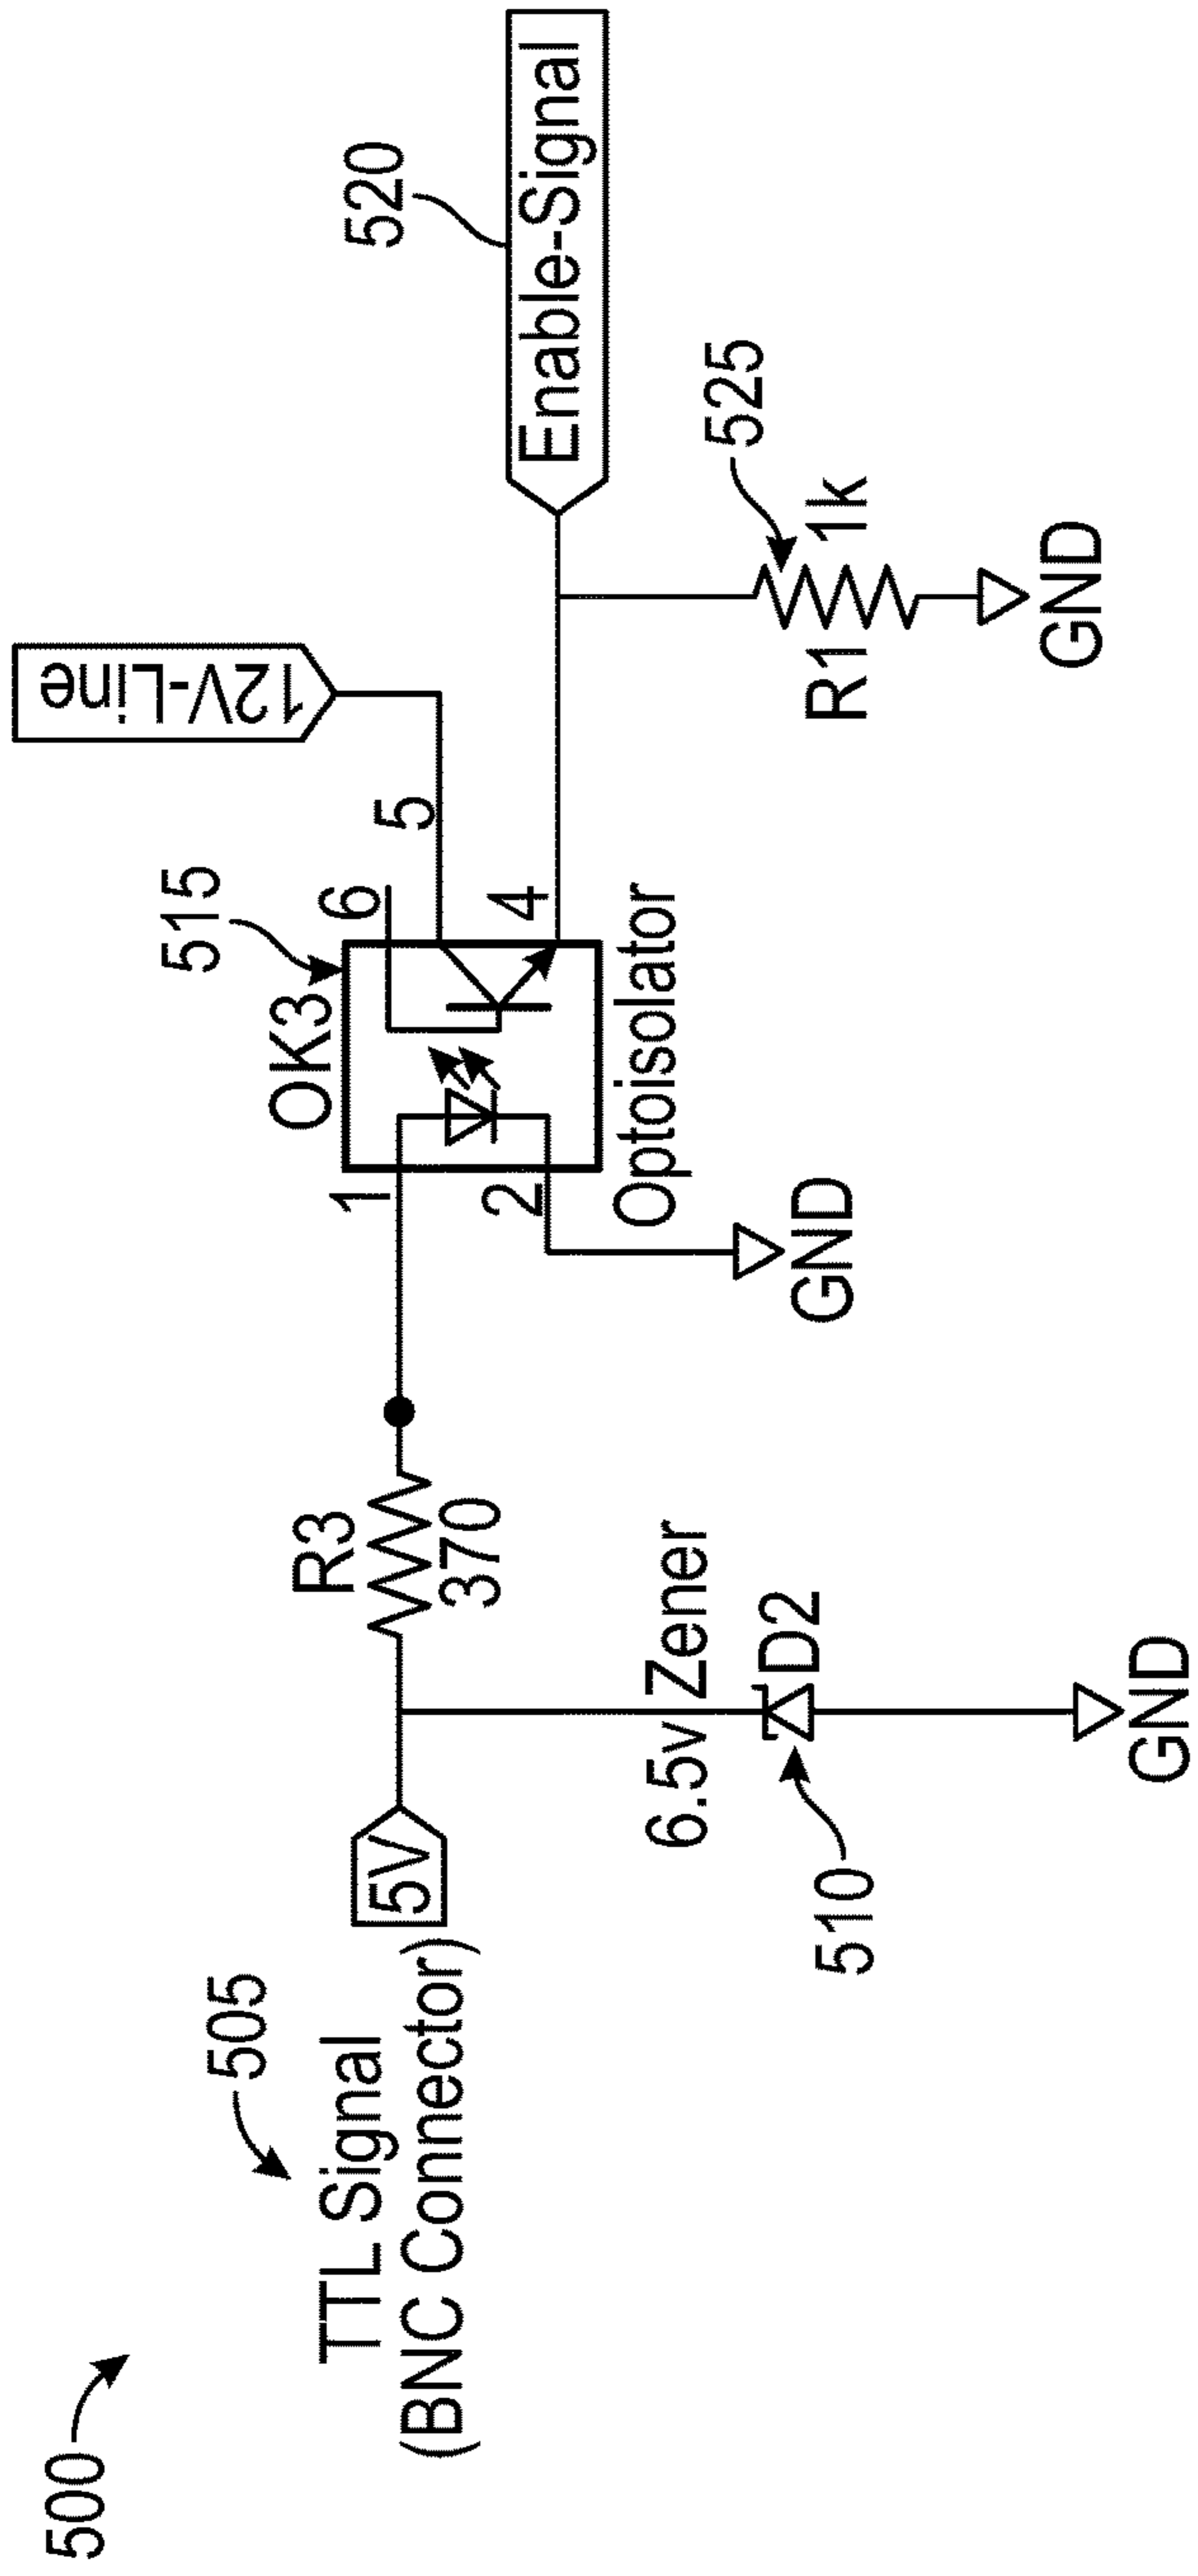 500
505
TTL Signal
(BNC Connector)
5V
R3
370
6.5v Zener
D2
510
GND
515
OK3
1
2
6
5
4
Optoisolator
GND
12V-Line
520
Enable-Signal
525
R1 1k
GND